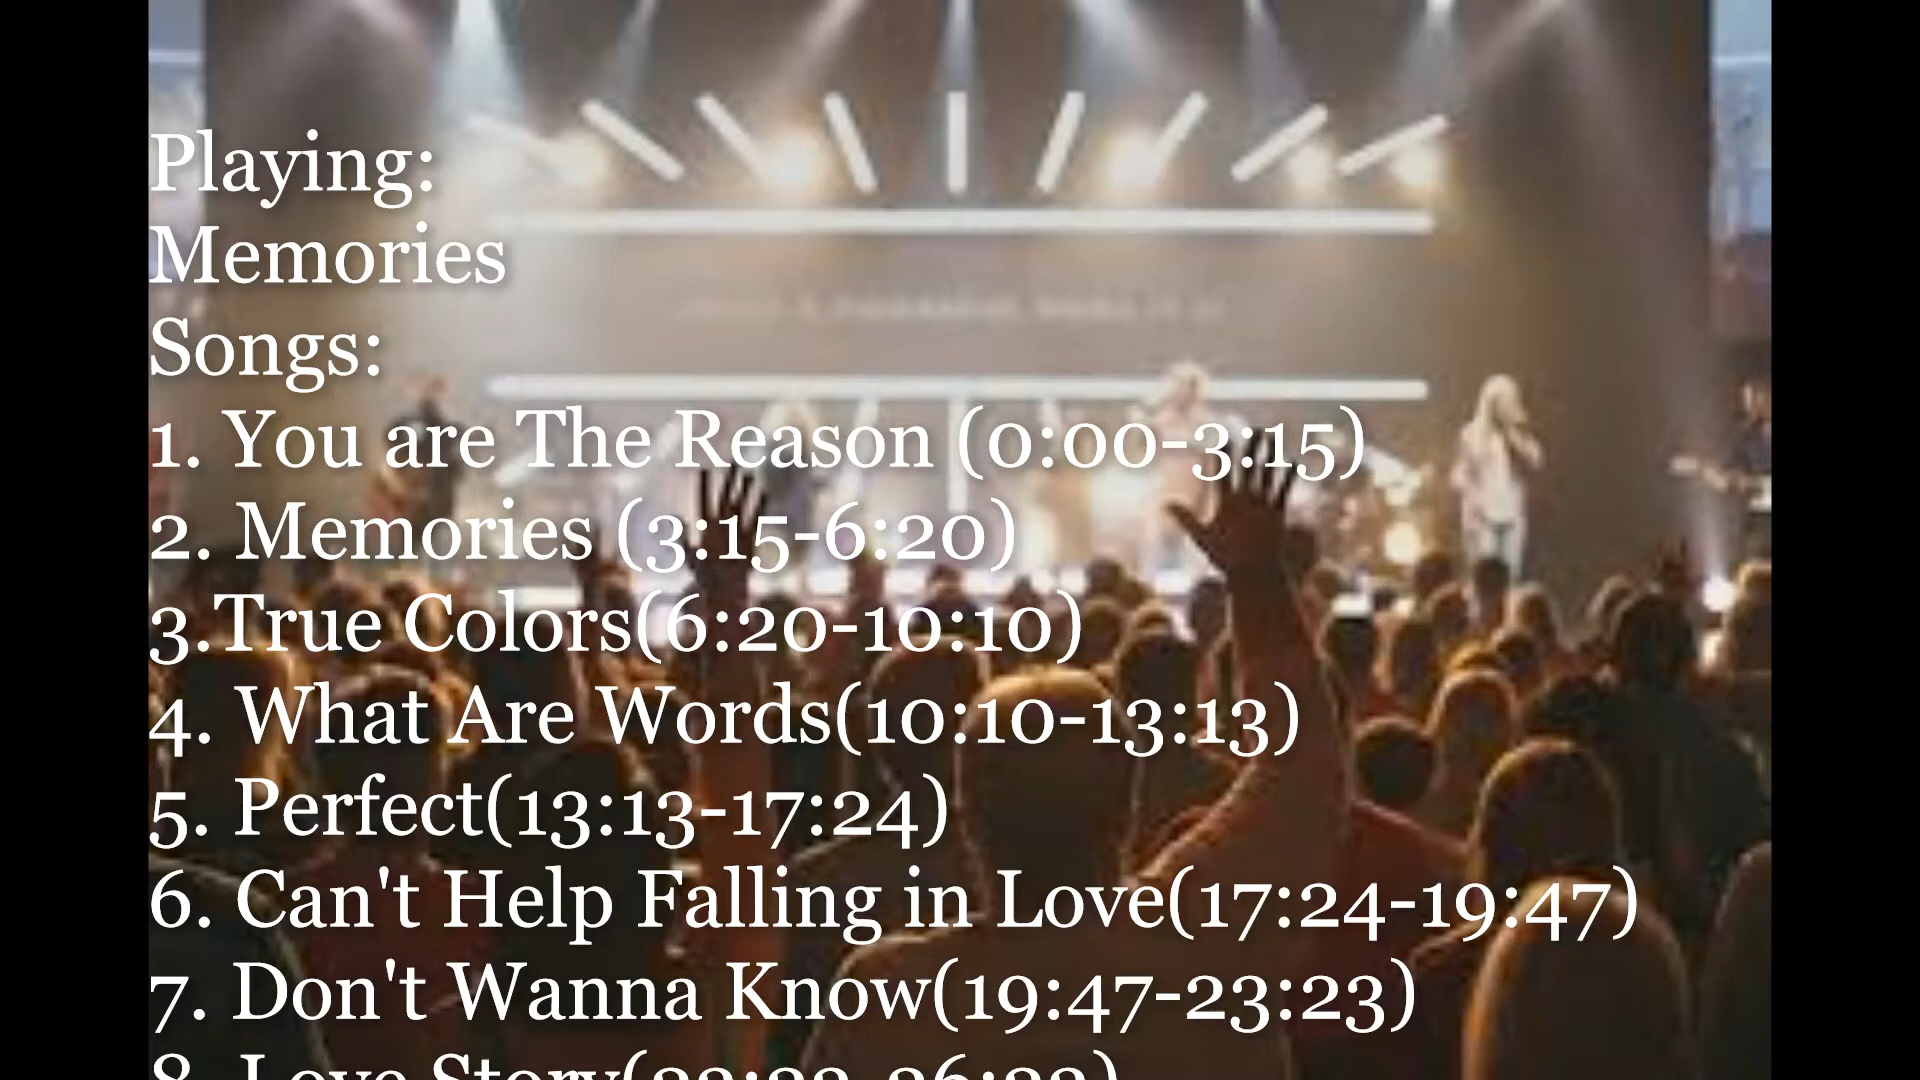 Playing:
Memories
Songs:
1. You are The Reason (0:00-3:15)
2. Memories (3:15-6:20)
3.True Colors(6:20-10:10)
4. What Are Words(10:10-13:13)
5. Perfect(13:13-17:24)
6. Can't Help Falling in Love(17:24-19:47)
7. Don't Wanna Know(19:47-23:23)
8. Love Story